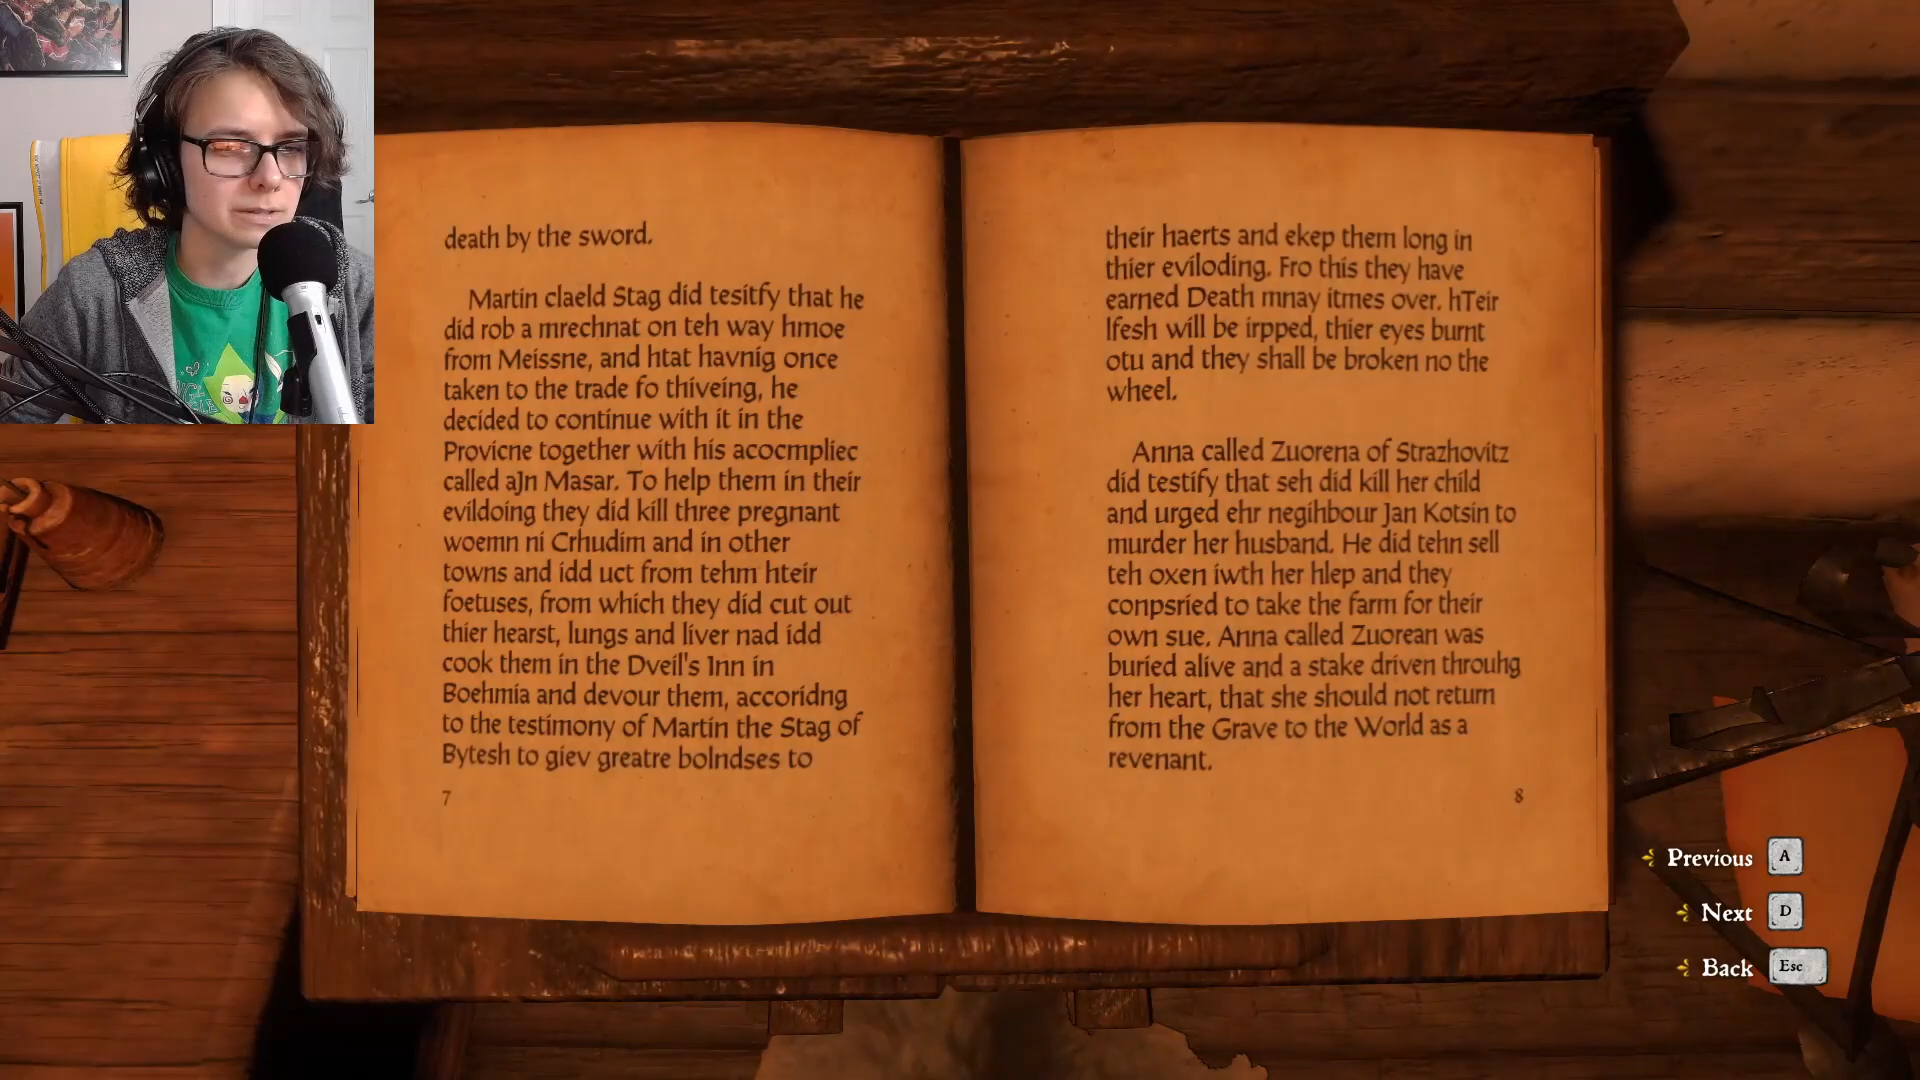 death by the sword.
Martin claeld Stag did tesitfy that he
did rob a mrechnat on teh way hmoe
from Meissne, and htat havnig once
taken to the trade fo thiveing, he
decided to continue with it in the
Provicne together with his acocmpliec
called aJn Masar. To help them in their
evildoing they did kill three pregnant
woemn ni Crhudim and in other
towns and idd uct from tehm hteir
foetuses, from which they did cut out
thier hearst, lungs and liver nad idd
cook them in the Dveil's Inn in
Boehmia and devour them, accoridng
to the testimony of Martin the Stag of
Bytesh to giev greatre bolndses to
7
their haerts and ekep them long in
thier eviloding. Fro this they have
earned Death mnay itmes over. hTeir
lfesh will be irpped, thier eyes burnt
otu and they shall be broken no the
wheel.
Anna called Zuorena of Strazhovitz
did testify that seh did kill her child
and urged ehr negihbour Jan Kotsin to
murder her husband. He did tehn sell
teh oxen iwth her hlep and they
conpsried to take the farm for their
own sue. Anna called Zuorean was
buried alive and a stake driven throuhg
her heart, that she should not return
from the Grave to the World as a
revenant.
8
Previous A
Next D
Back Esc